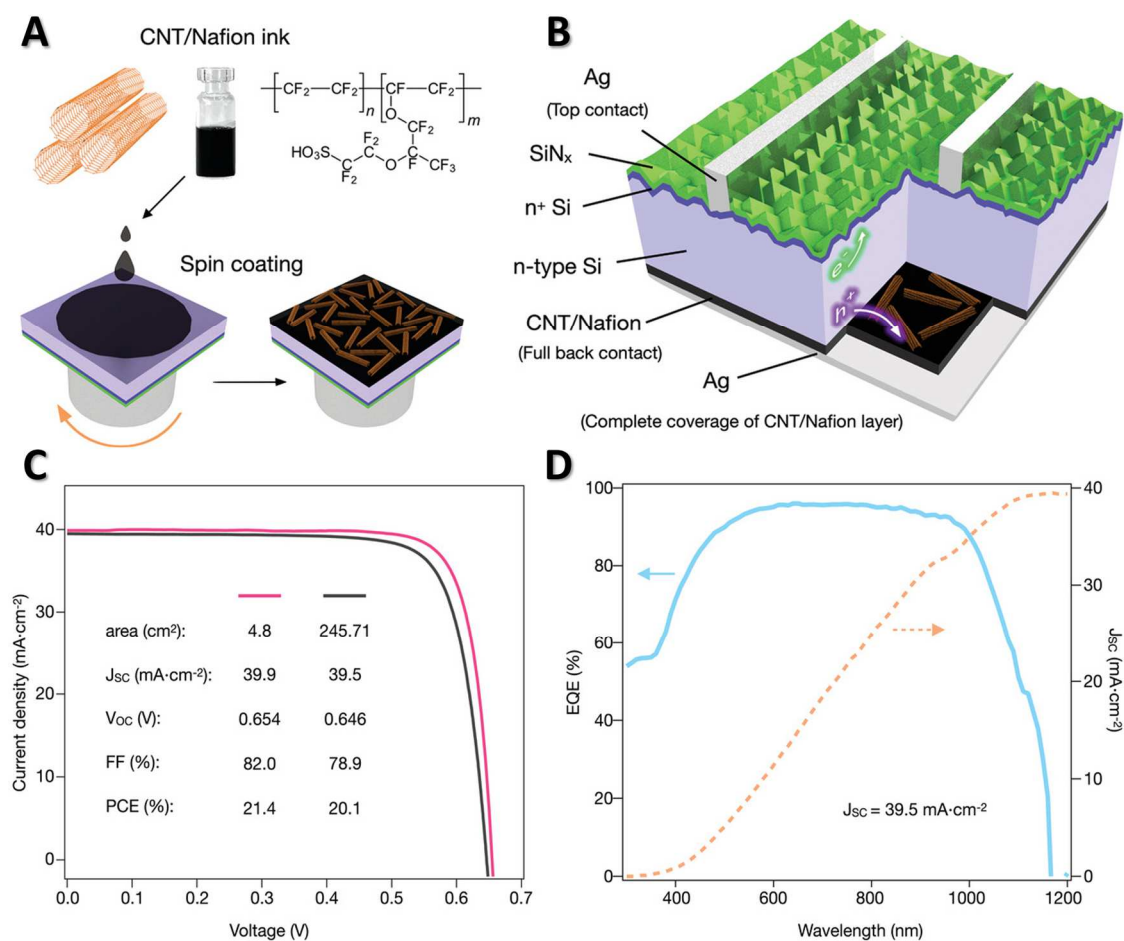 A
CNT/Nafion ink
CF₂
CF₂
n
CF
CF₂
m
O
CF₂
F₂
C
HO₃S
C
F₂
O
C
F
CF₃
Spin coating
B
Ag
(Top contact)
SiNₓ
n⁺ Si
n-type Si
CNT/Nafion
(Full back contact)
Ag
(Complete coverage of CNT/Nafion layer)
e⁻
C
Current density (mA·cm⁻²)
40
30
20
10
0
area (cm²): 4.8 245.71
Jsc (mA·cm⁻²): 39.9 39.5
Voc (V): 0.654 0.646
FF (%): 82.0 78.9
PCE (%): 21.4 20.1
0.0 0.1 0.2 0.3 0.4 0.5 0.6 0.7
Voltage (V)
D
EQE (%)
100
80
60
40
20
0
40
30
20
10
0
Jsc (mA·cm⁻²)
Jsc = 39.5 mA·cm⁻²
400 600 800 1000 1200
Wavelength (nm)